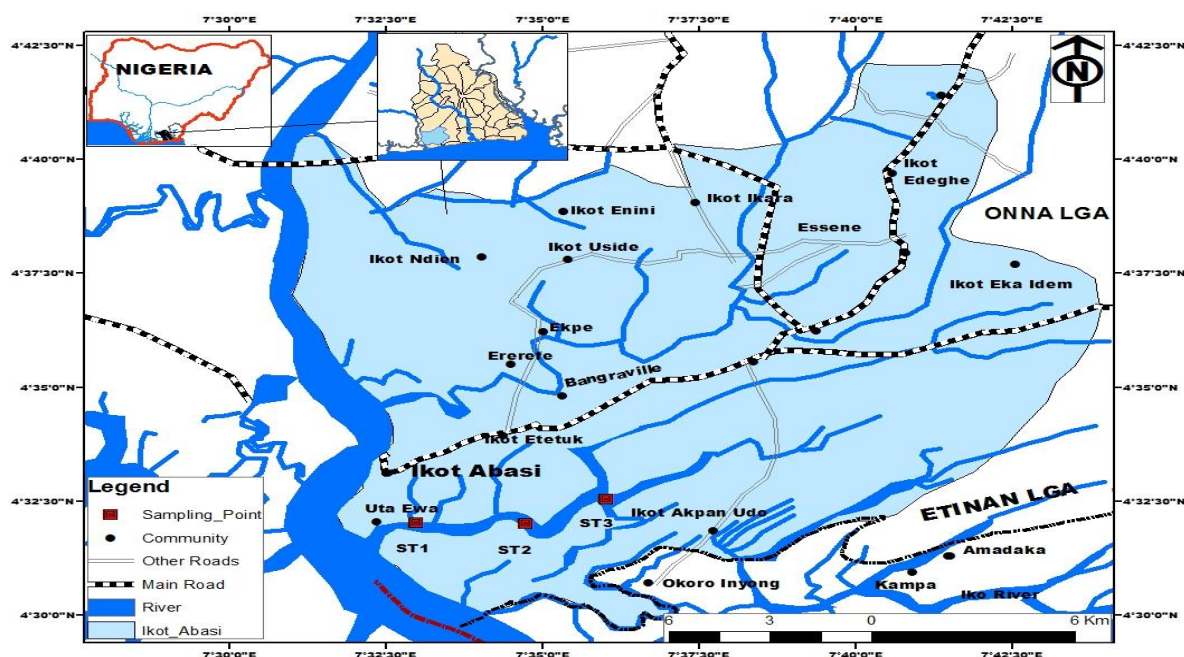 7°30'0"E 7°32'30"E 7°35'0"E 7°37'30"E 7°40'0"E 7°42'30"E
4°42'30"N
4°42'30"N
NIGERIA
N
4°40'0"N
4°40'0"N
Ikot
Edeghe
Ikot Ikara
Ikot Enini
ONNA LGA
Essene
Ikot Uside
Ikot Ndien
4°37'30"N
4°37'30"N
Ikot Eka Idem
Ekpe
Ererefe
Bangraville
4°35'0"N
4°35'0"N
Ikot Etetuk
Ikot Abasi
4°32'30"N
4°32'30"N
Uta Ewa
Ikot Akpan Udo
ETINAN LGA
ST1
ST2
ST3
Amadaka
Okoro Inyong
Kampa
Iko River
4°30'0"N
4°30'0"N
Legend
Sampling_Point
Community
Other Roads
Main Road
River
Ikot_Abasi
6 3 0 6 Km
7°30'0"E 7°32'30"E 7°35'0"E 7°37'30"E 7°40'0"E 7°42'30"E